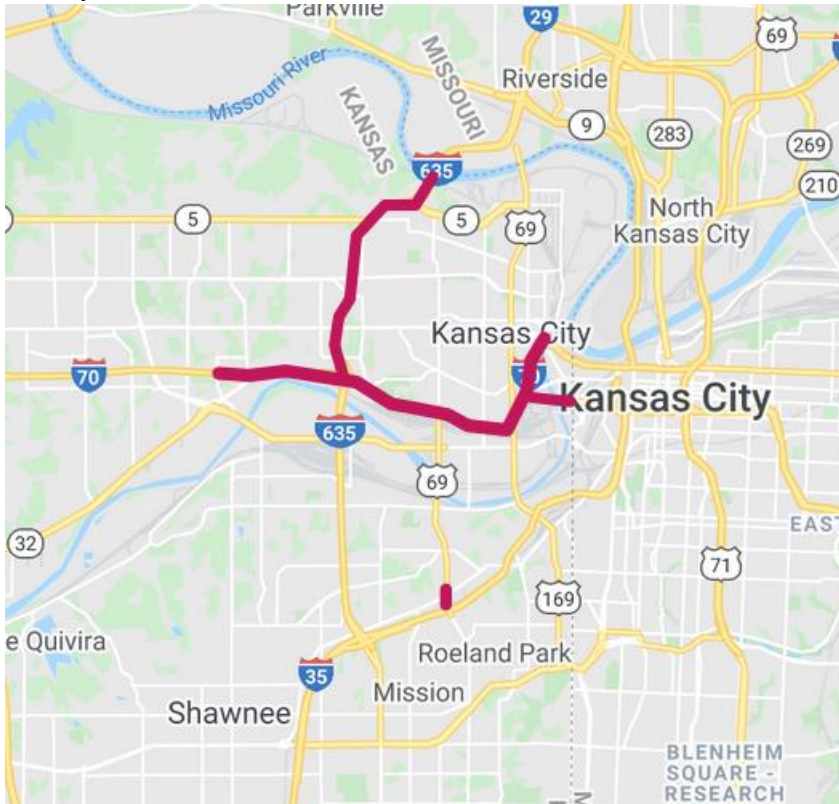 Parkville
29
69
MISSOURI
Missouri River
Riverside
KANSAS
9
283
269
635
210
5
5
69
North
Kansas City
Kansas City
70
70
Kansas City
635
69
EAST
32
71
169
e Quivira
Roeland Park
35
Mission
Shawnee
BLENHEIM
SQUARE -
RESEARCH